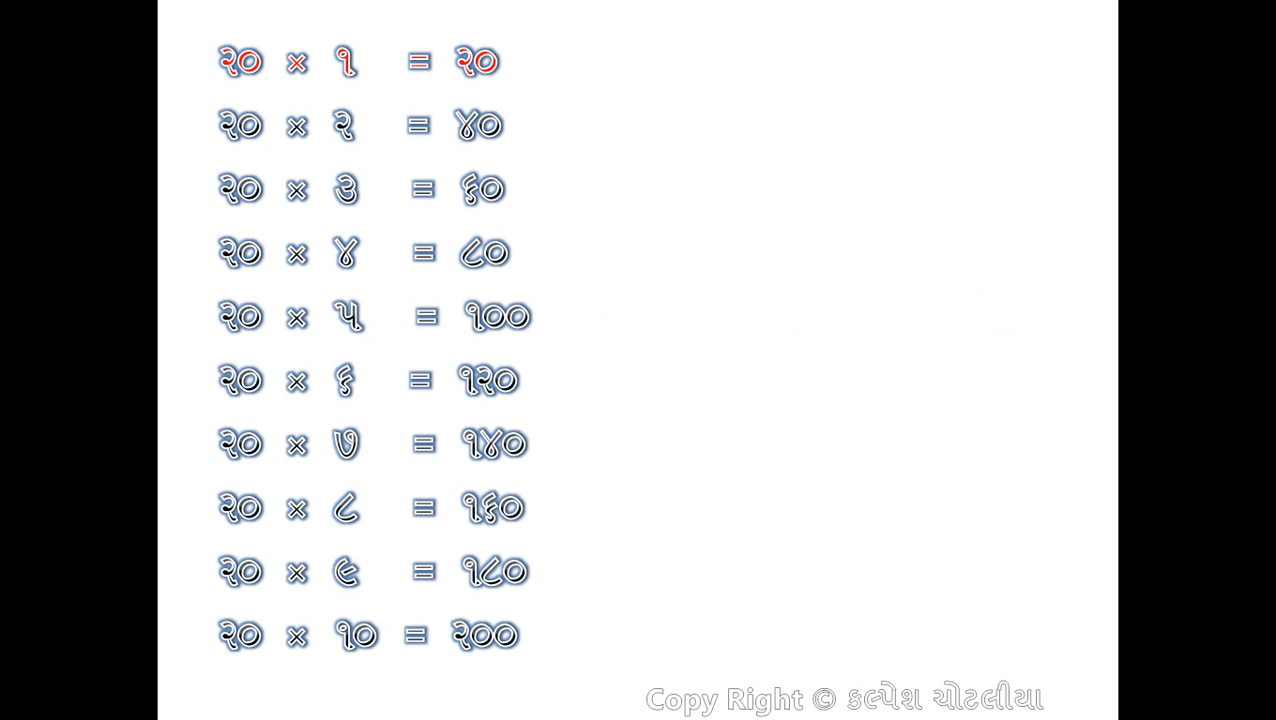 ૨૦ × ૧ = ૨૦
૨૦ × ૨ = ૪૦
૨૦ × ૩ = ૬૦
૨૦ × ૪ = ૮૦
૨૦ × ૫ = ૧૦૦
૨૦ × ૬ = ૧૨૦
૨૦ × ૭ = ૧૪૦
૨૦ × ૮ = ૧૬૦
૨૦ × ૯ = ૧૮૦
૨૦ × ૧૦ = ૨૦૦
Copy Right © કલ્પેશ ચોટલીયા